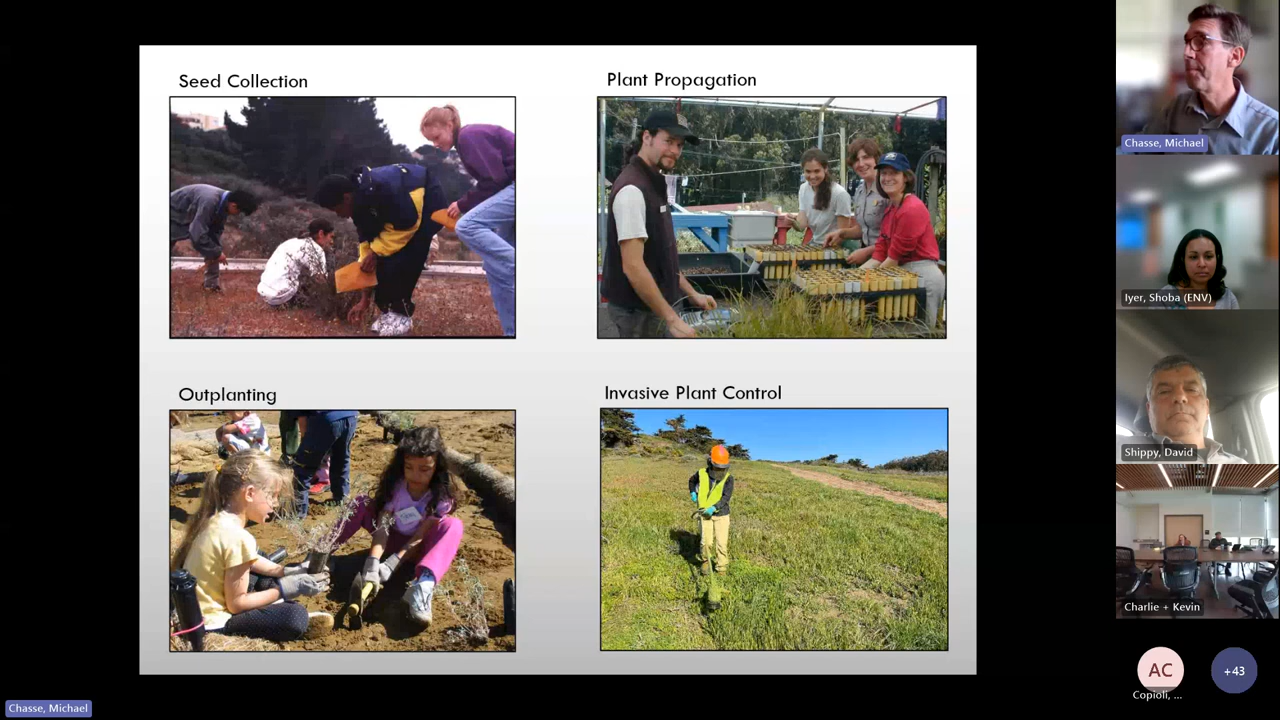 Seed Collection
Plant Propagation
Outplanting
Invasive Plant Control
Chasse, Michael
Iyer, Shoba (ENV)
Shippy, David
Charlie + Kevin
AC
+43
Copioli, ...
Chasse, Michael